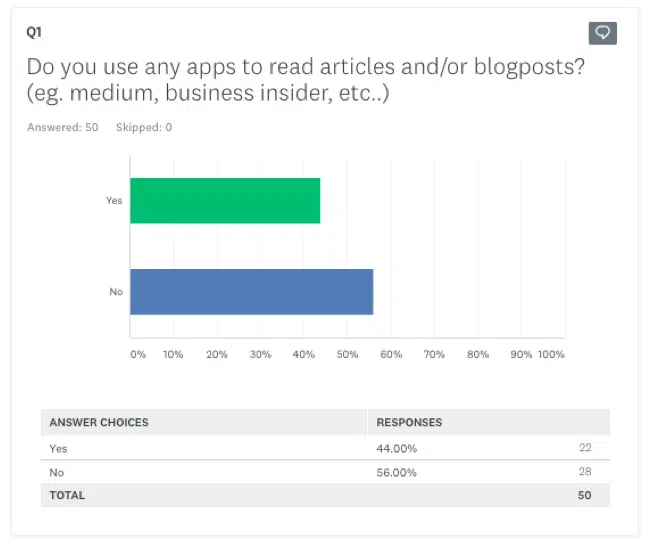 Q1
Do you use any apps to read articles and/or blogposts?
(eg. medium, business insider, etc..)
Answered: 50 Skipped: 0
Yes
No
0% 10% 20% 30% 40% 50% 60% 70% 80% 90% 100%
ANSWER CHOICES RESPONSES
Yes 44.00% 22
No 56.00% 28
TOTAL 50